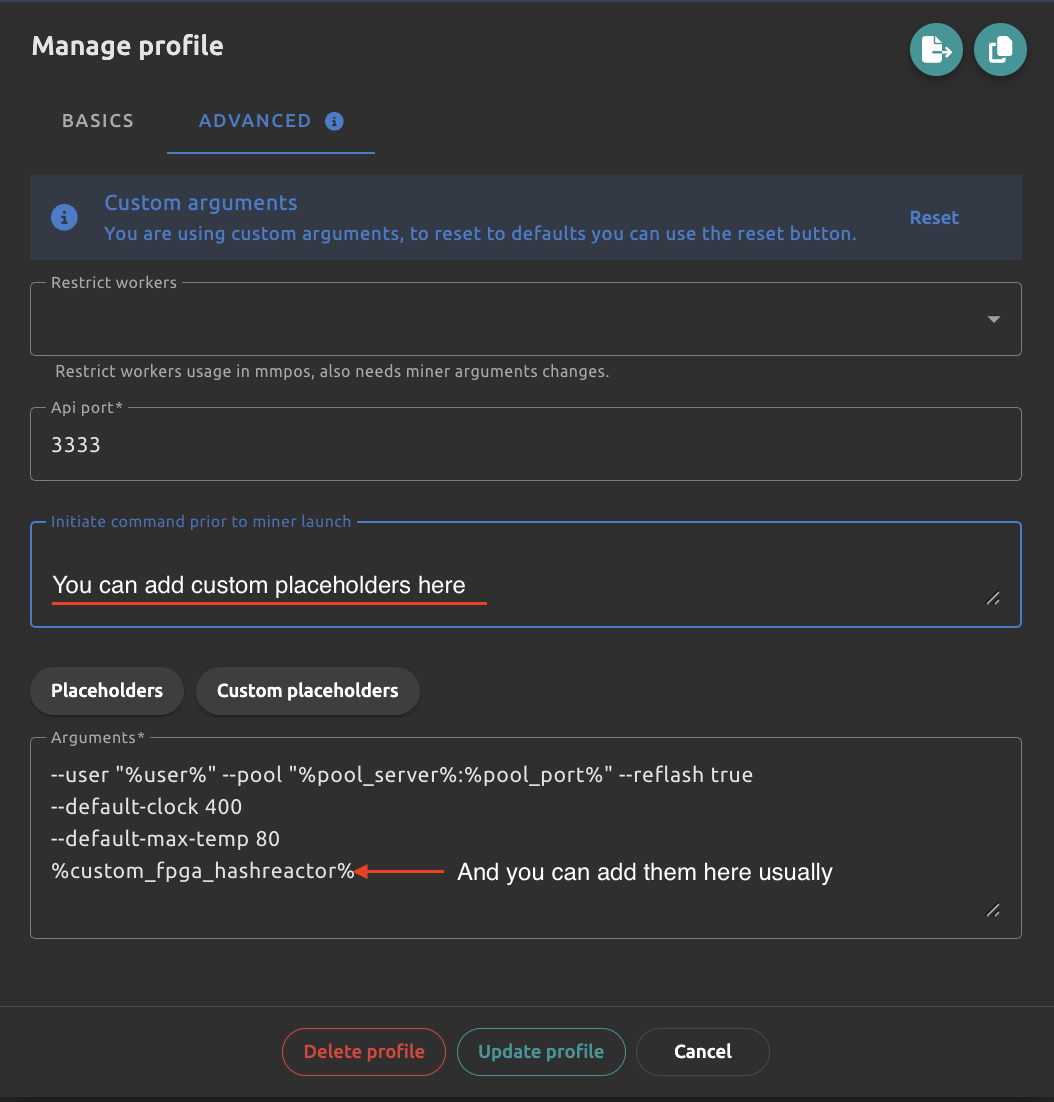 Manage profile
BASICS
ADVANCED
Custom arguments
You are using custom arguments, to reset to defaults you can use the reset button.
Reset
Restrict workers
Restrict workers usage in mmpos, also needs miner arguments changes.
Api port*
3333
Initiate command prior to miner launch
You can add custom placeholders here
Placeholders
Custom placeholders
Arguments*
--user "%user%" --pool "%pool_server%:%pool_port%" --reflash true
--default-clock 400
--default-max-temp 80
%custom_fpga_hashreactor%
And you can add them here usually
Delete profile
Update profile
Cancel